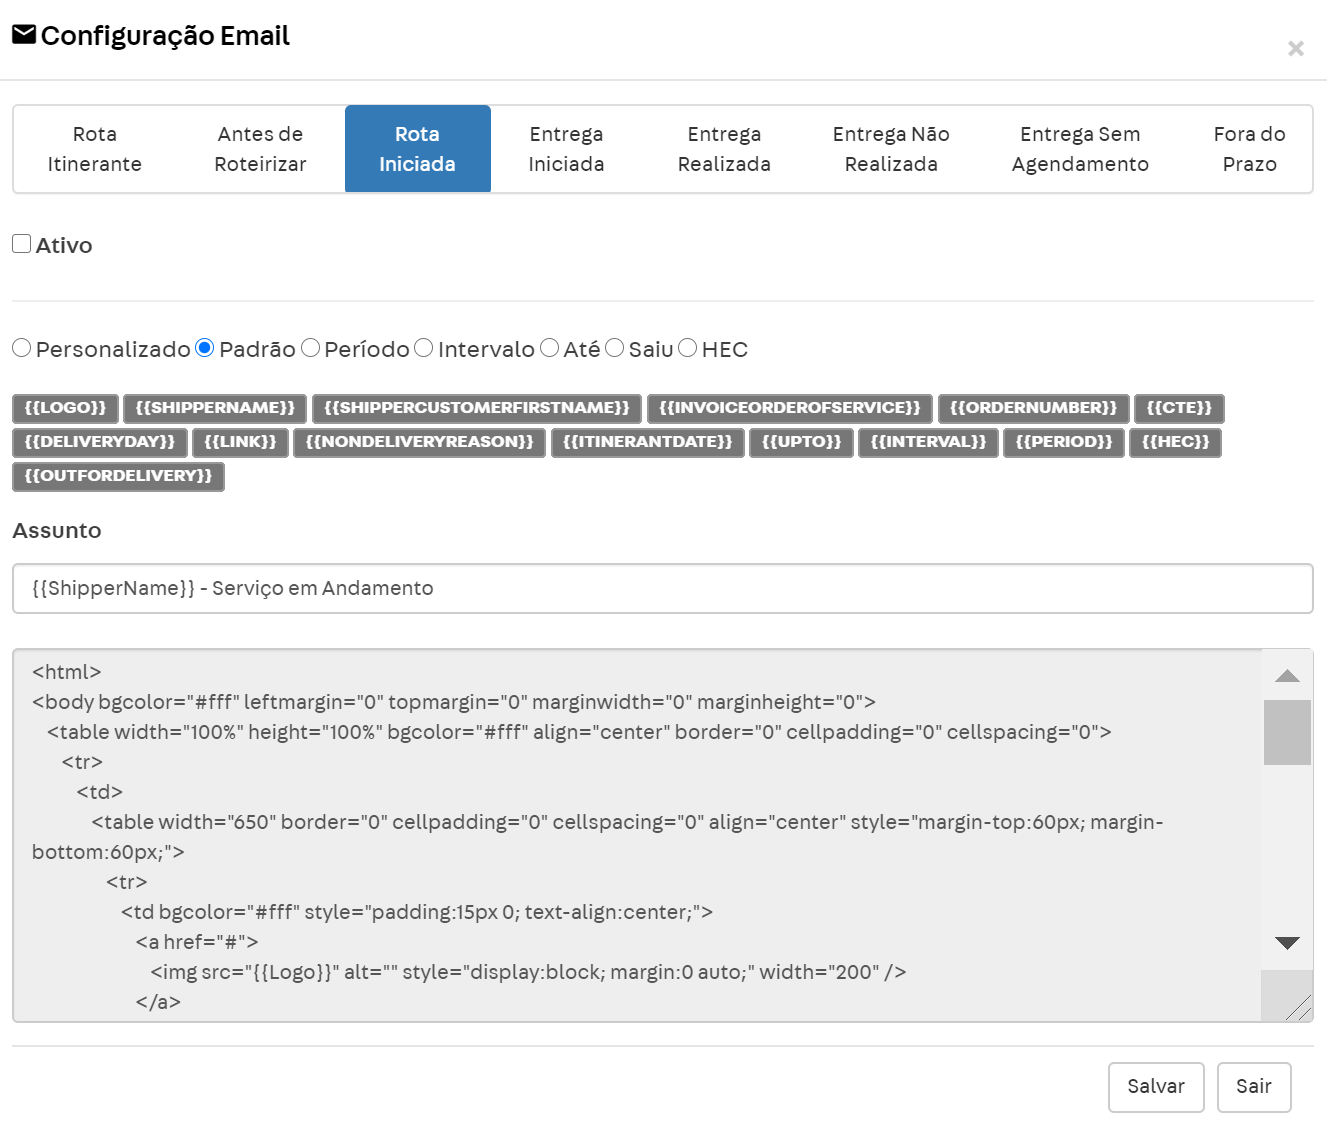 Configuração Email
×
Rota Itinerante
Antes de Roteirizar
Rota Iniciada
Entrega Iniciada
Entrega Realizada
Entrega Não Realizada
Entrega Sem Agendamento
Fora do Prazo
Ativo
Personalizado Padrão Período Intervalo Até Saiu HEC
{{LOGO}} {{SHIPPERNAME}} {{SHIPPERCUSTOMERFIRSTNAME}} {{INVOICEORDEROFSERVICE}} {{ORDERNUMBER}} {{CTE}}
{{DELIVERYDAY}} {{LINK}} {{NONDELIVERYREASON}} {{ITINERANTDATE}} {{UPTO}} {{INTERVAL}} {{PERIOD}} {{HEC}}
{{OUTFORDELIVERY}}
Assunto
{{ShipperName}} - Serviço em Andamento
<html>
<body bgcolor="#fff" leftmargin="0" topmargin="0" marginwidth="0" marginheight="0">
<table width="100%" height="100%" bgcolor="#fff" align="center" border="0" cellpadding="0" cellspacing="0">
<tr>
<td>
<table width="650" border="0" cellpadding="0" cellspacing="0" align="center" style="margin-top:60px; margin-
bottom:60px;">
<tr>
<td bgcolor="#fff" style="padding:15px 0; text-align:center;">
<a href="#">
<img src="{{Logo}}" alt="" style="display:block; margin:0 auto;" width="200" />
</a>
Salvar Sair